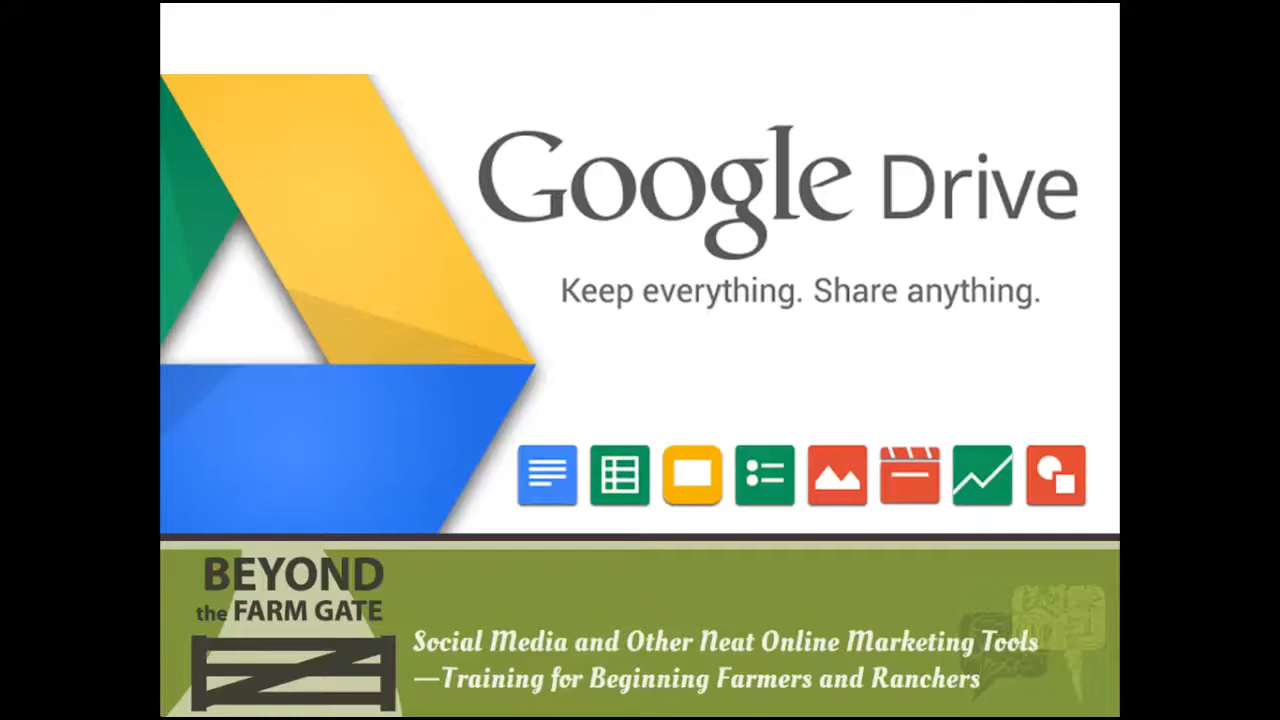 Google Drive
Keep everything. Share anything.
BEYOND
the FARM GATE
Social Media and Other Neat Online Marketing Tools
—Training for Beginning Farmers and Ranchers